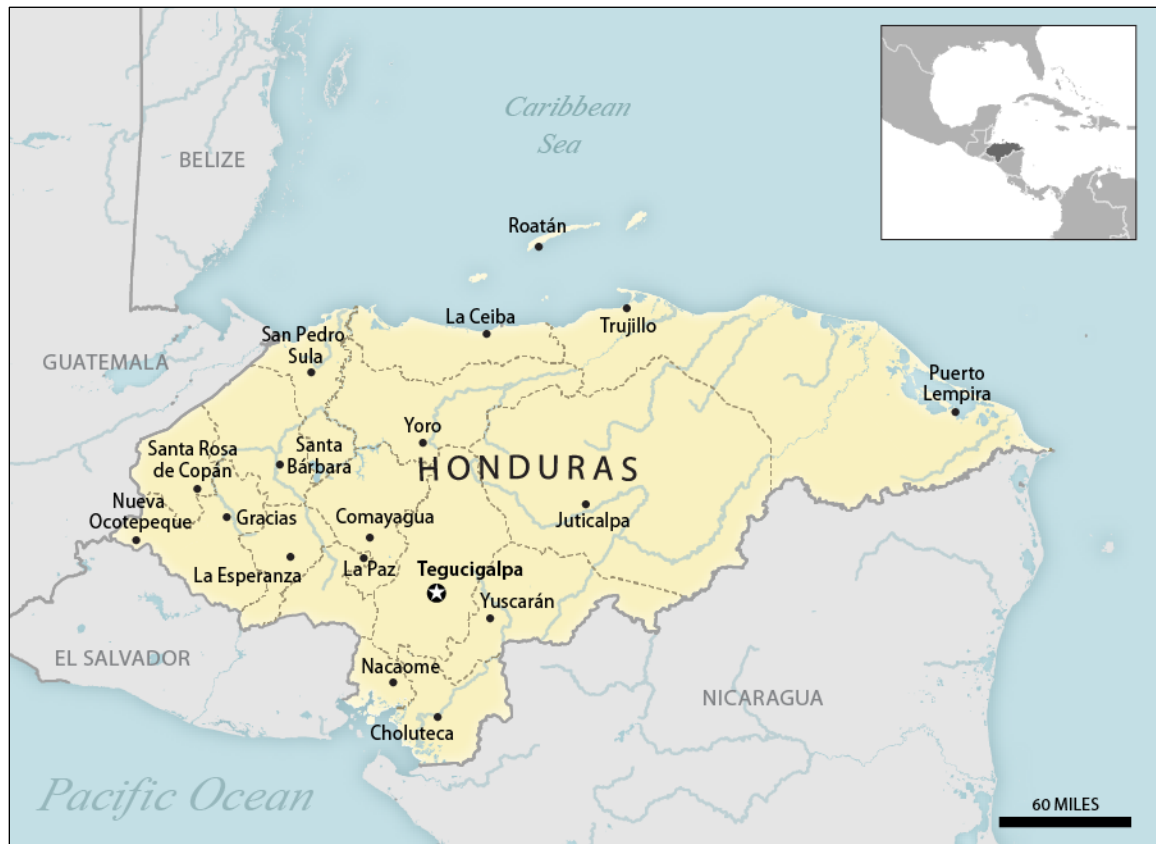 Caribbean
Sea
BELIZE
Roatán
La Ceiba
Trujillo
San Pedro
Sula
GUATEMALA
Puerto
Lempira
Yoro
Santa
Bárbara
Santa Rosa
de Copán
HONDURAS
Nueva
Ocotepeque
Gracias
Comayagua
Juticalpa
La Esperanza
La Paz
Tegucigalpa
Yuscarán
EL SALVADOR
Nacaome
NICARAGUA
Choluteca
Pacific Ocean
60 MILES